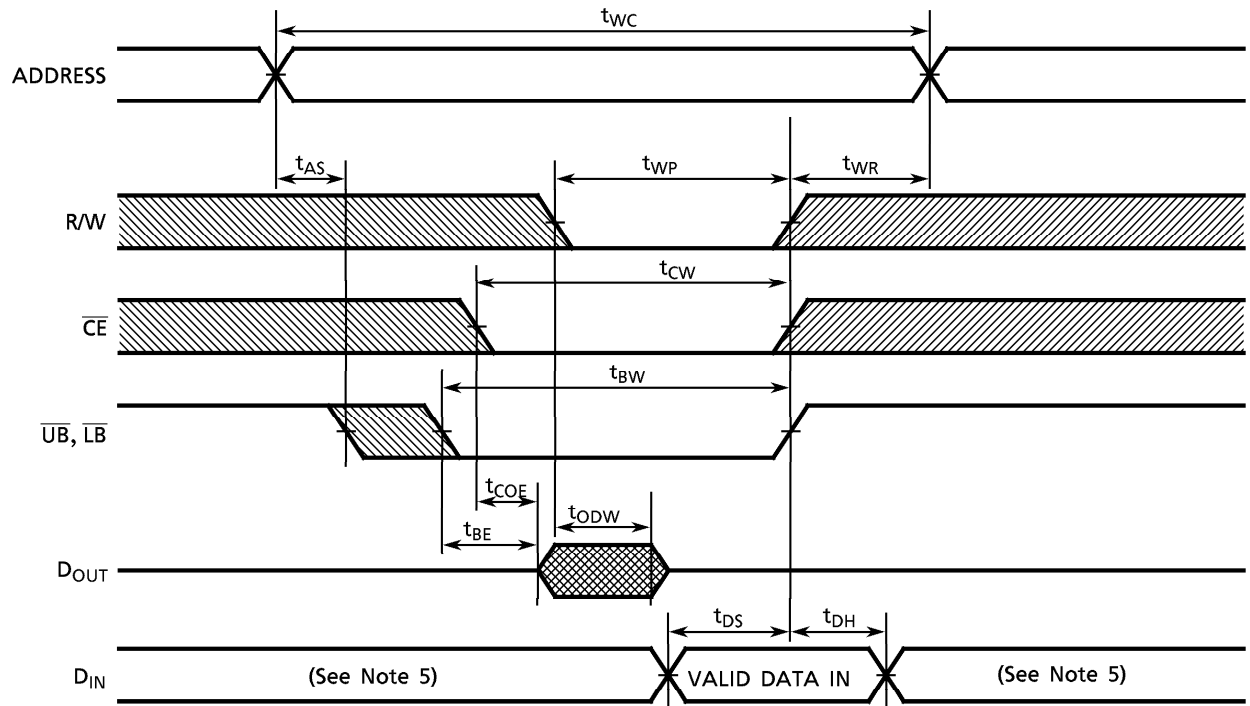 tWC
ADDRESS
tAS
tWP
tWR
R/W
tCW
CE
tBW
UB, LB
tCOE
tODW
tBE
DOUT
tDS
tDH
DIN
(See Note 5)
VALID DATA IN
(See Note 5)